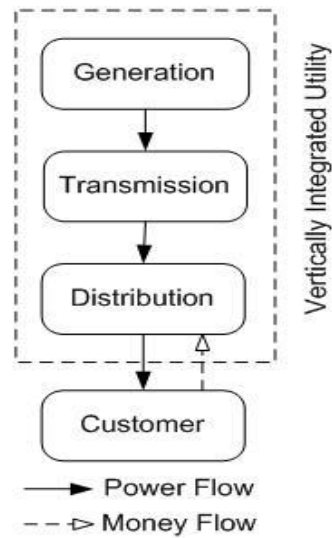 Generation
Transmission
Distribution
Customer
Vertically Integrated Utility
Power Flow
Money Flow